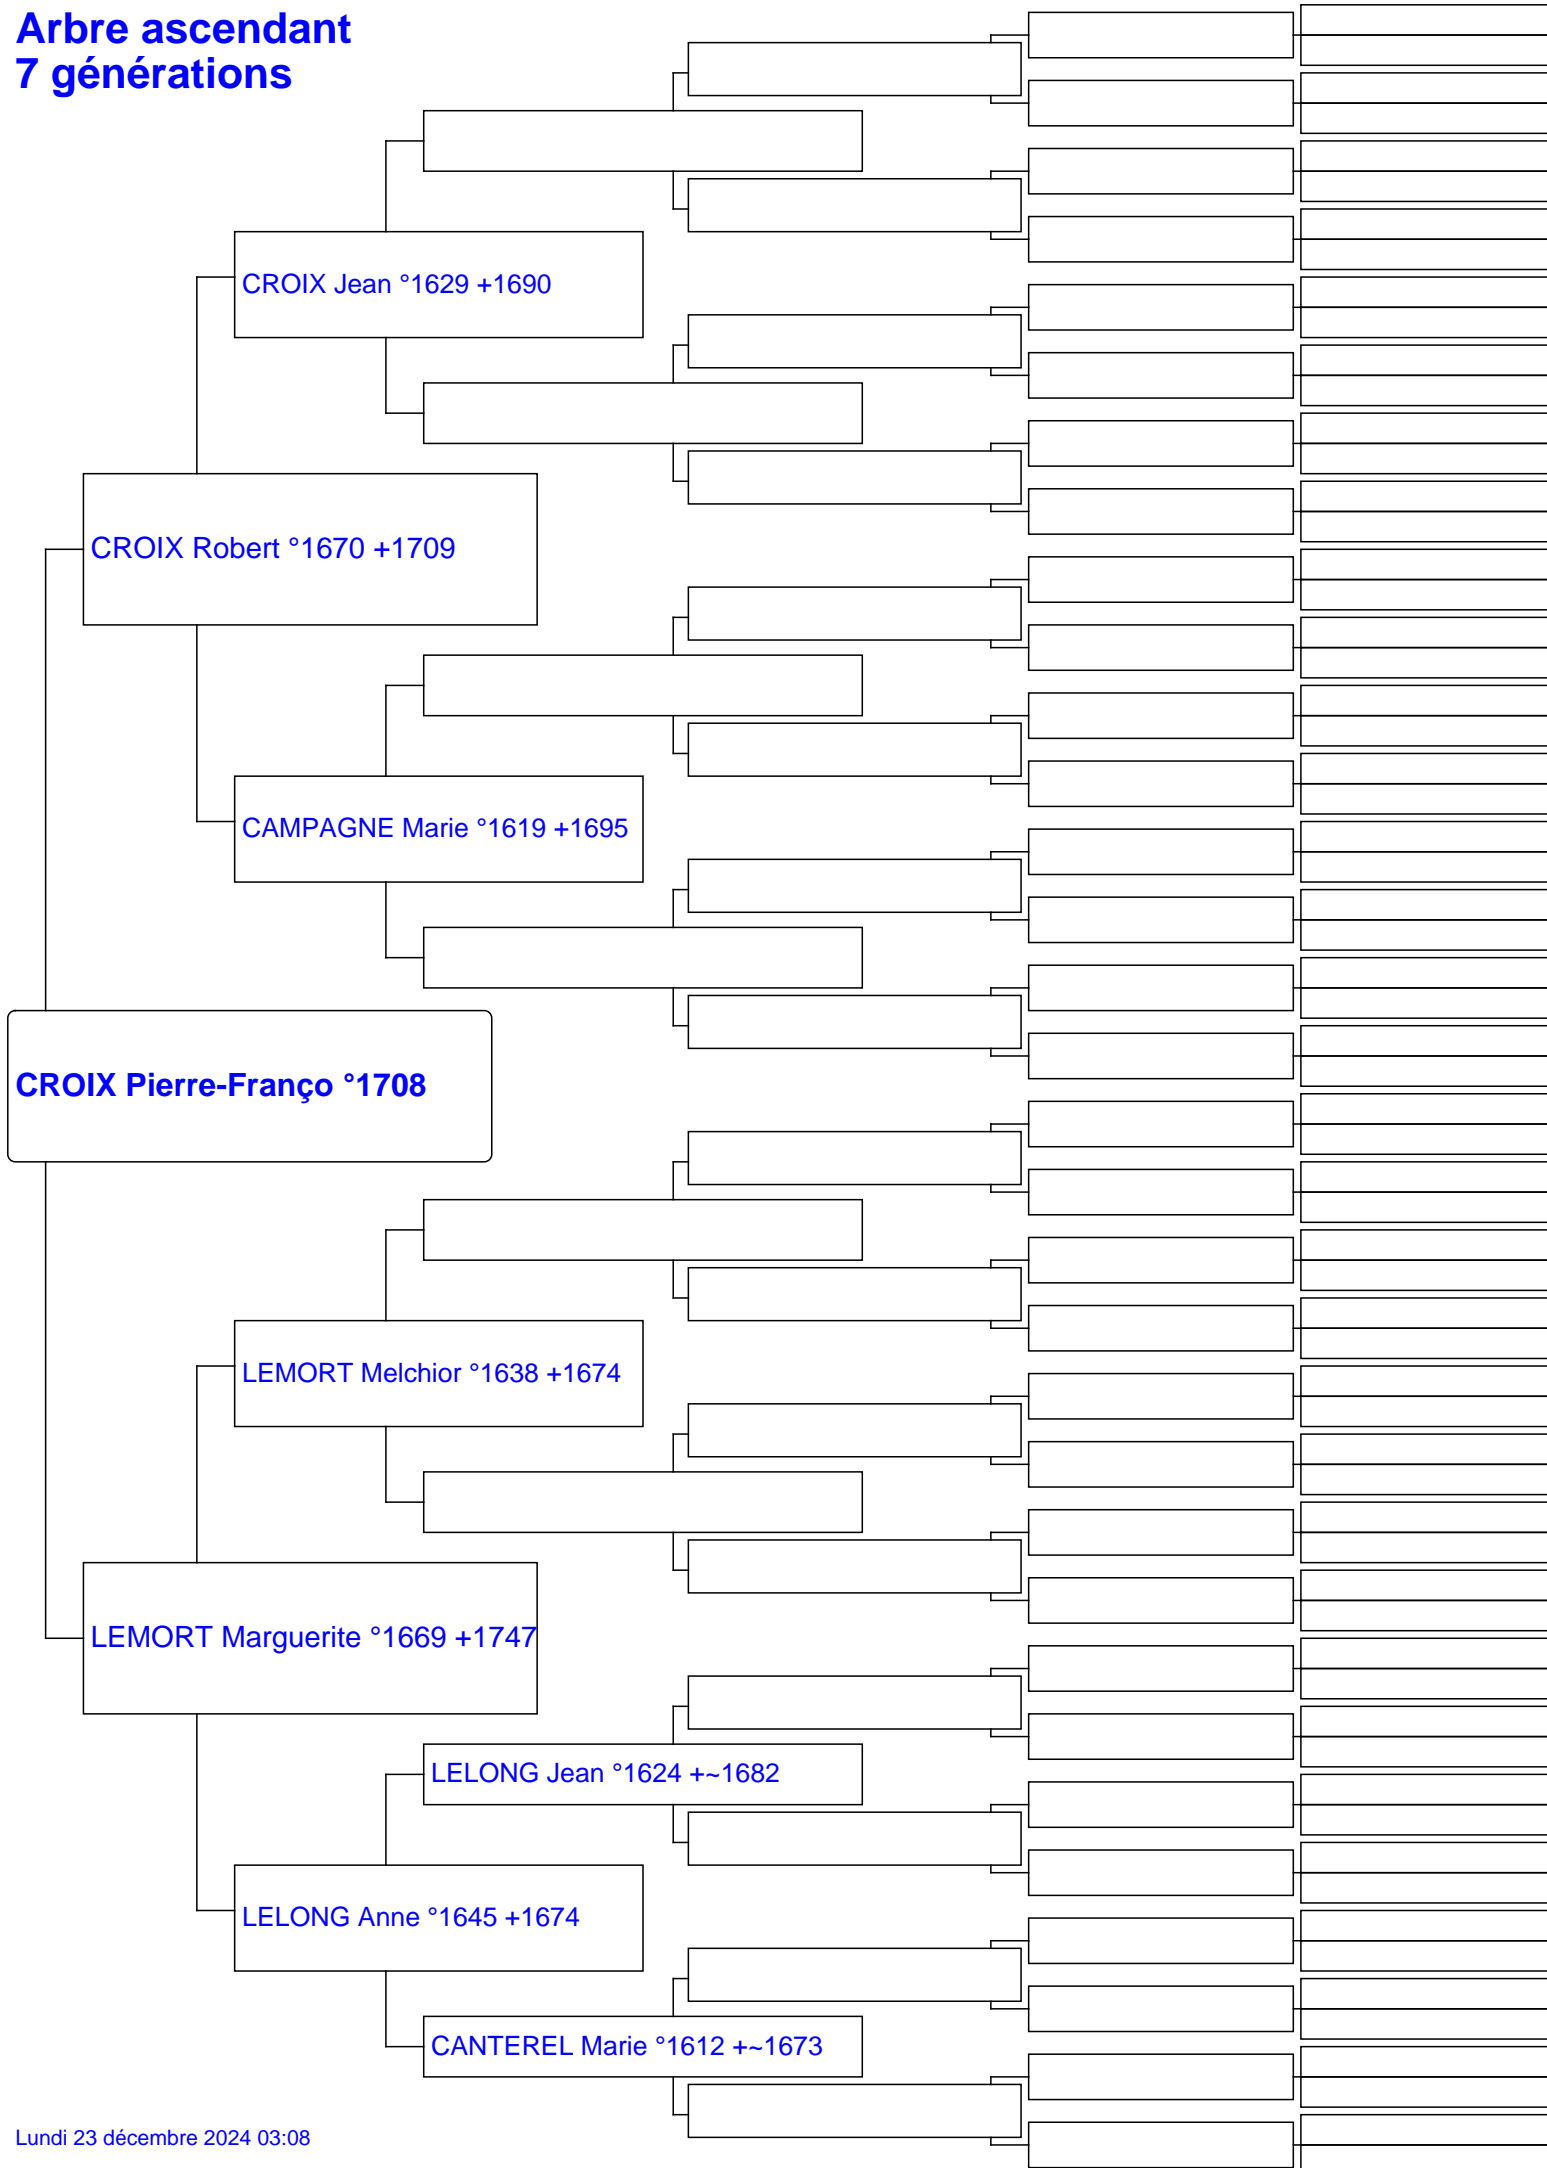 Arbre ascendant
7 générations
CROIX Jean °1629 +1690
CROIX Robert °1670 +1709
CAMPAGNE Marie °1619 +1695
CROIX Pierre-Franço °1708
LEMORT Melchior °1638 +1674
LEMORT Marguerite °1669 +1747
LELONG Jean °1624 +~1682
LELONG Anne °1645 +1674
CANTEREL Marie °1612 +~1673
Lundi 23 décembre 2024 03:08